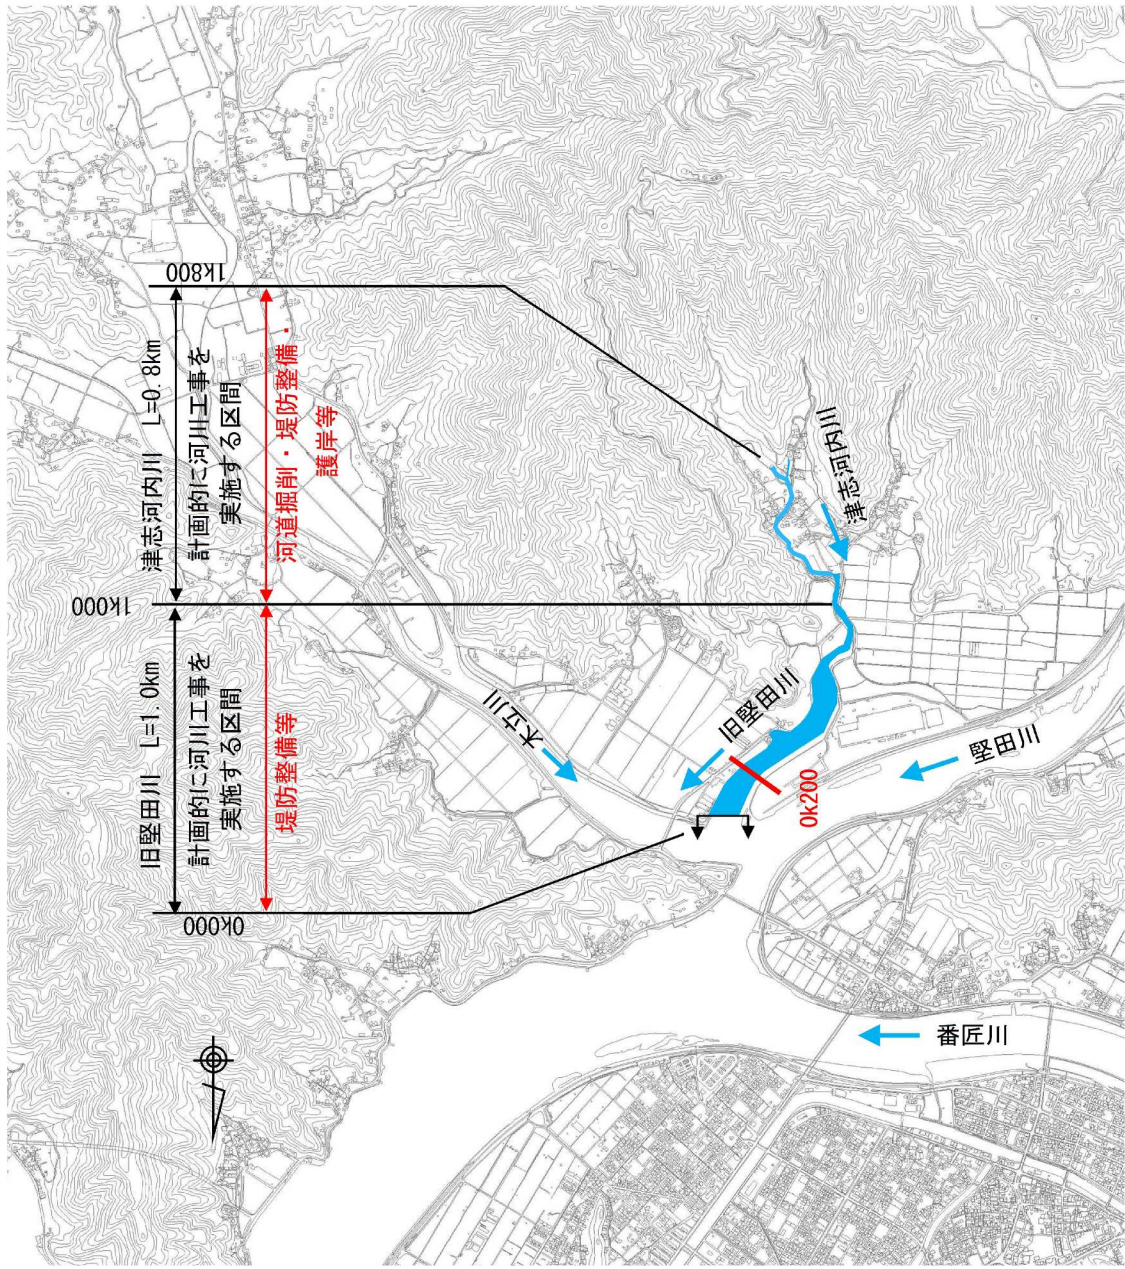 旧堅田川 L=1.0km
計画的に河川工事を
実施する区間
堤防整備等
津志河内川 L=0.8km
計画的に河川工事を
実施する区間
河道掘削・堤防整備・
護岸等
0k000
1k000
1k800
木立川
旧堅田川
津志河内川
堅田川
0k200
番匠川